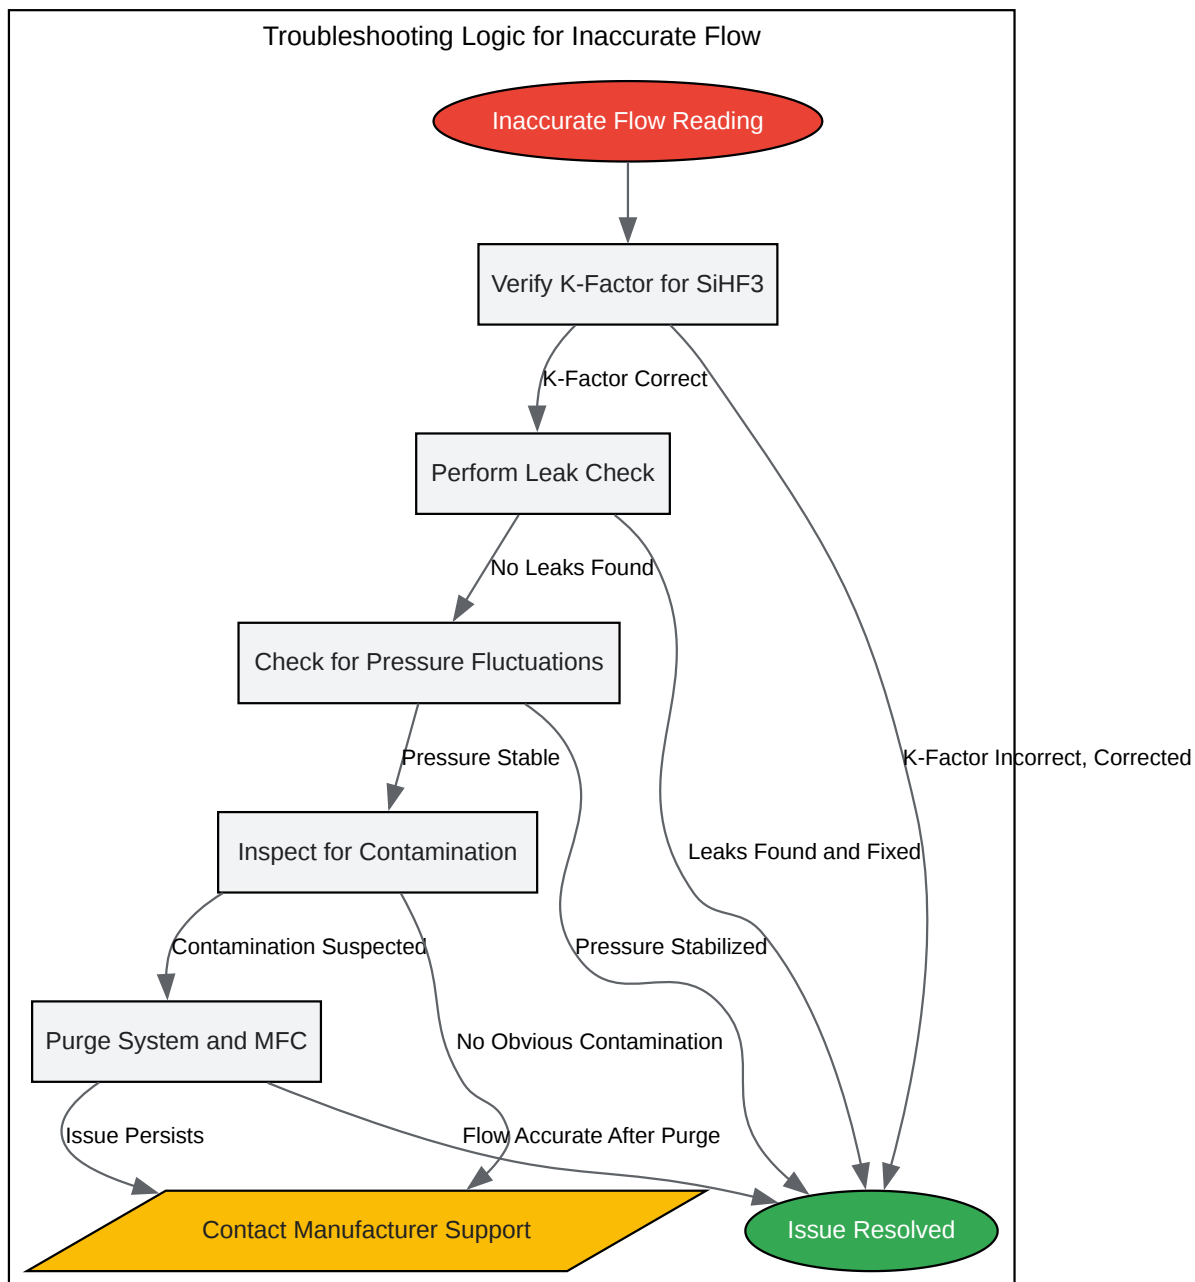 Troubleshooting Logic for Inaccurate Flow
Inaccurate Flow Reading
Verify K-Factor for SiHF3
K-Factor Correct
Perform Leak Check
No Leaks Found
Check for Pressure Fluctuations
Pressure Stable
K-Factor Incorrect, Corrected
Inspect for Contamination
Leaks Found and Fixed
Contamination Suspected
Pressure Stabilized
Purge System and MFC
No Obvious Contamination
Issue Persists
Flow Accurate After Purge
Contact Manufacturer Support
Issue Resolved